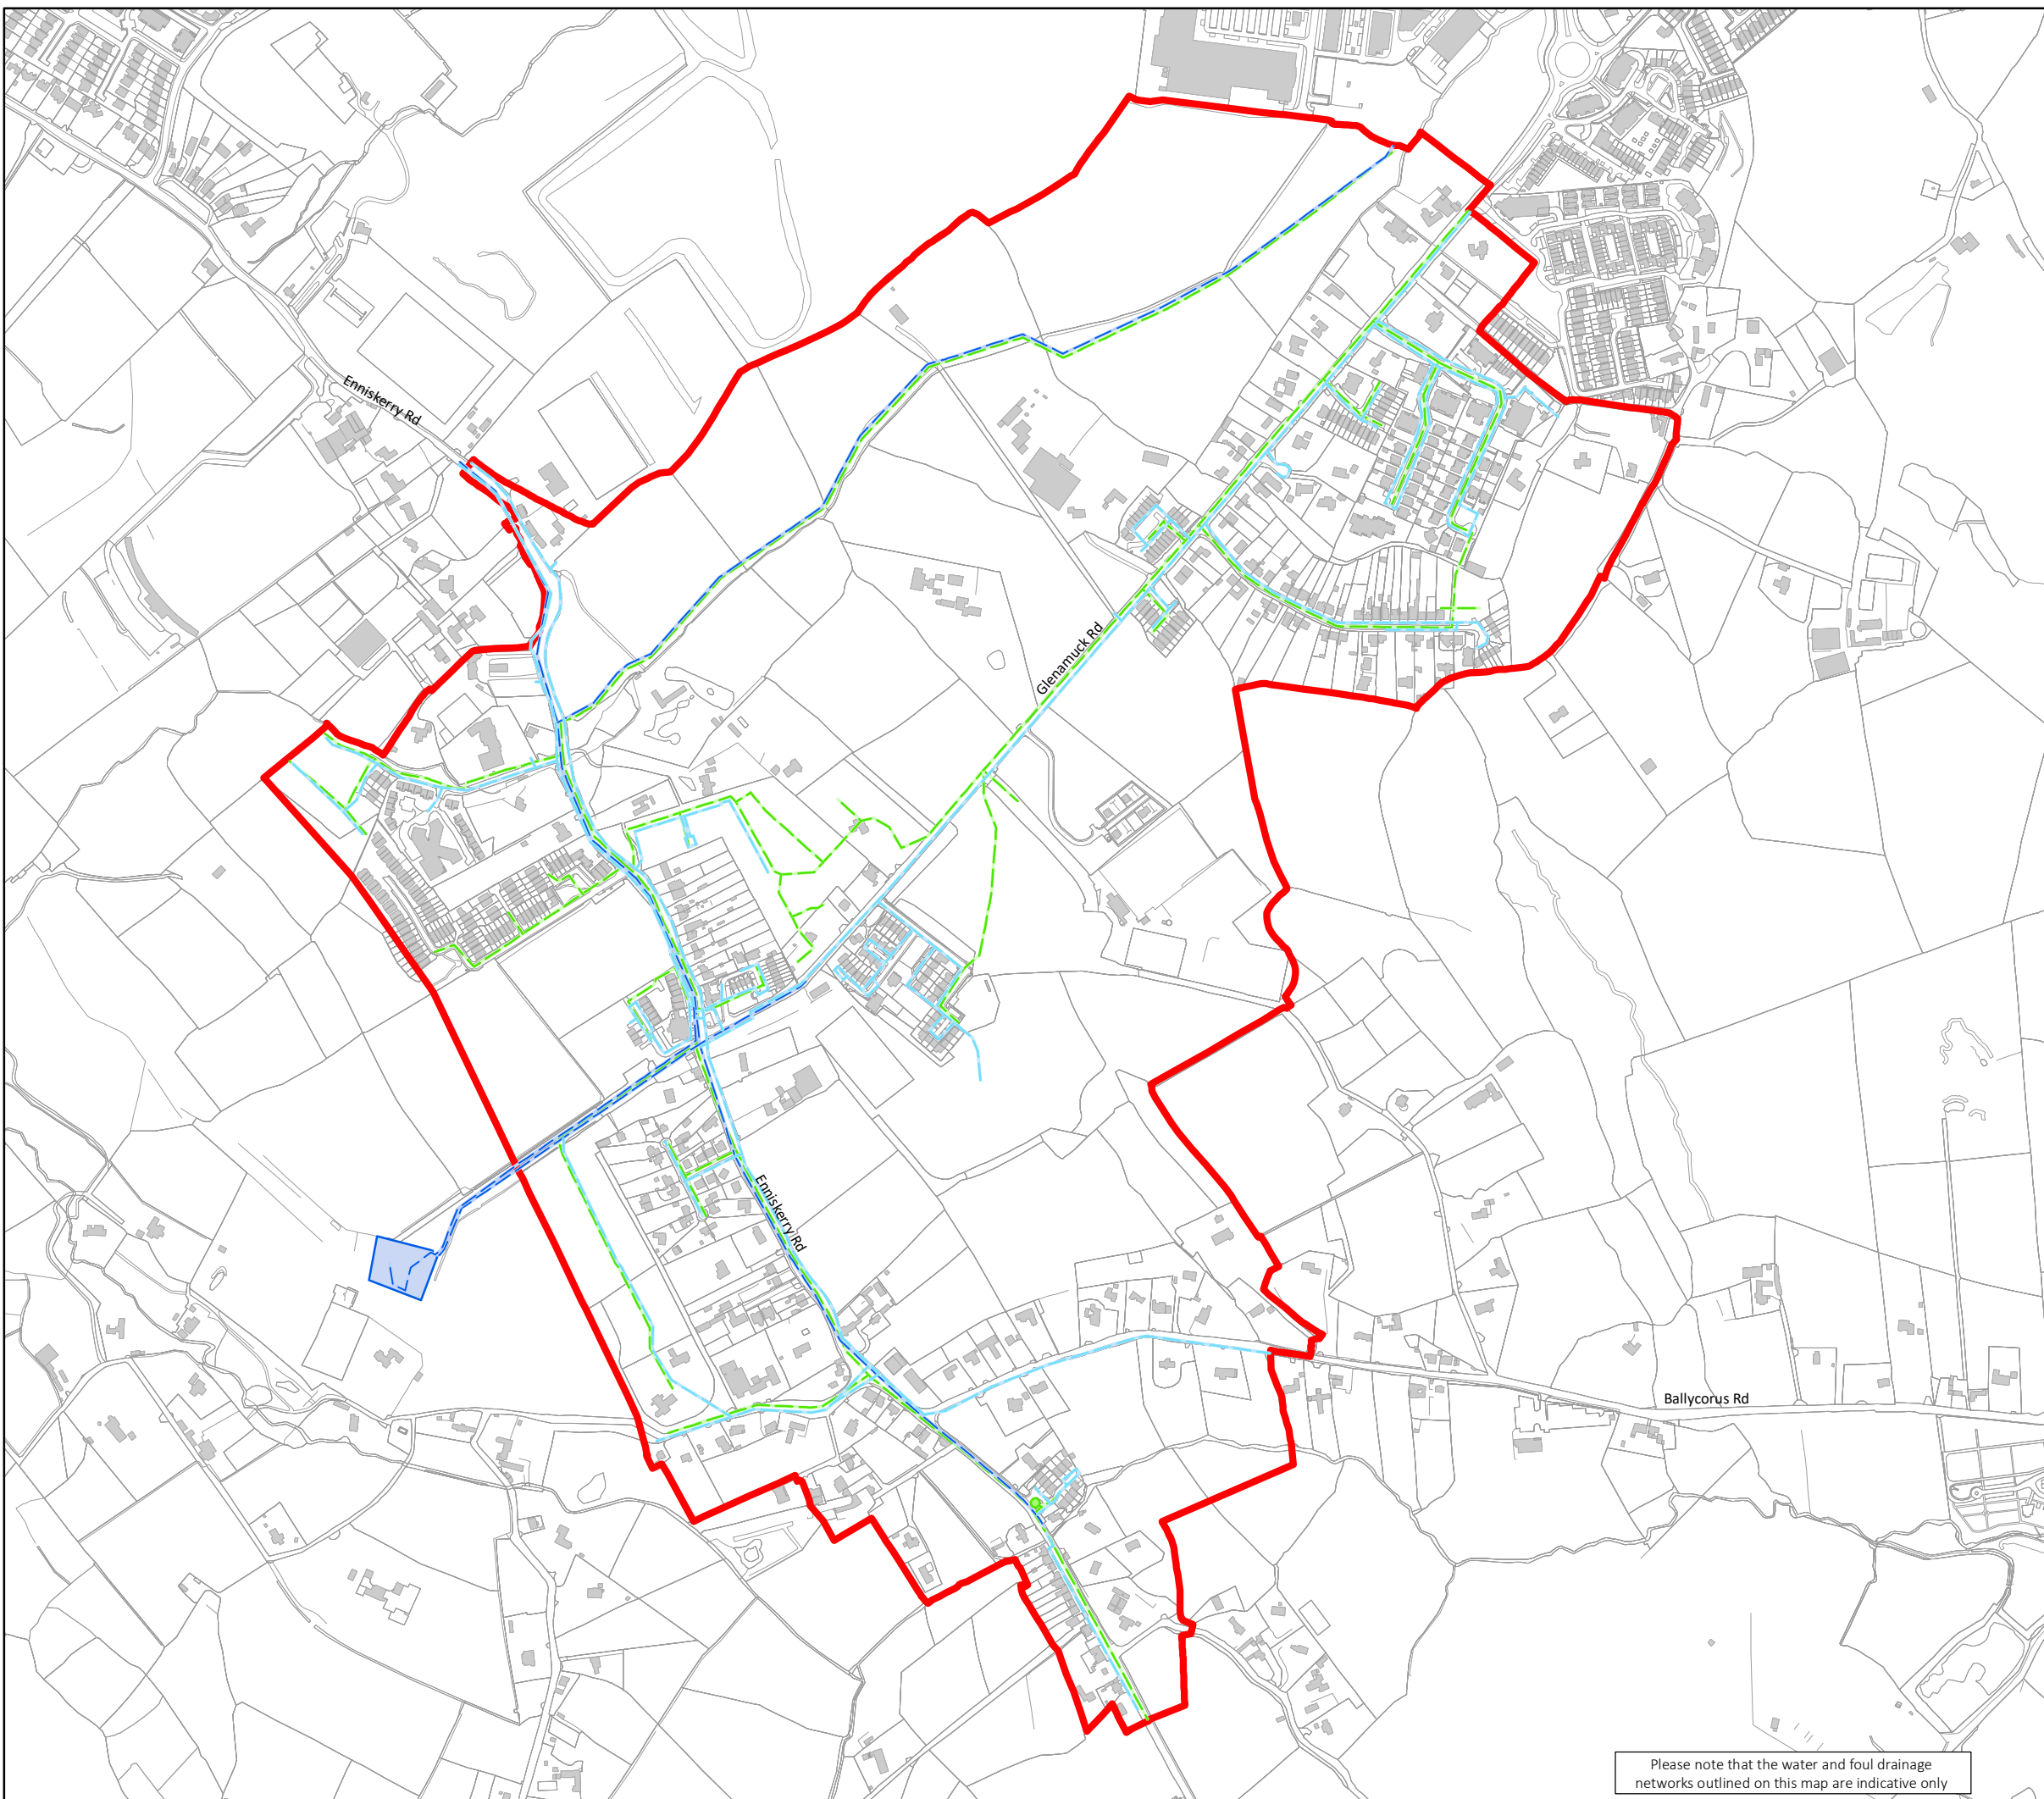 Enniskerry Rd
Glenamuck Rd
Enniskerry Rd
Ballycorus Rd
Please note that the water and foul drainage
networks outlined on this map are indicative only